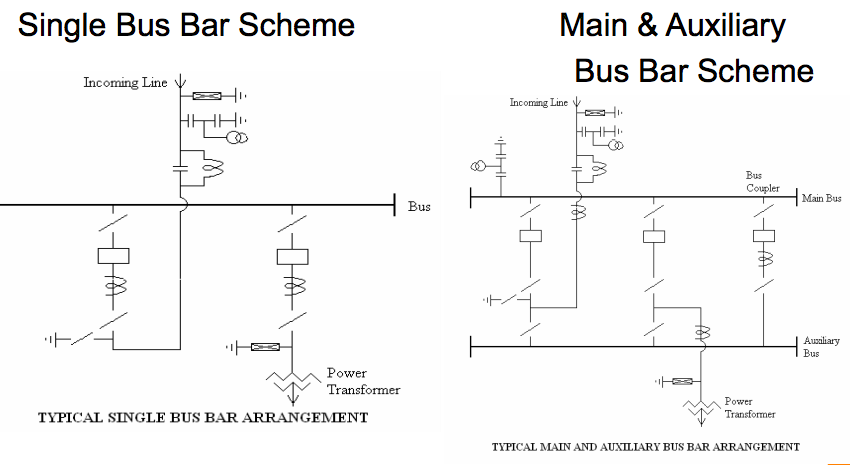 Single Bus Bar Scheme
Incoming Line
Bus
Power
Transformer
TYPICAL SINGLE BUS BAR ARRANGEMENT
Main & Auxiliary
Bus Bar Scheme
Incoming Line
Bus
Coupler
Main Bus
Auxiliary
Bus
Power
Transformer
TYPICAL MAIN AND AUXILIARY BUS BAR ARRANGEMENT